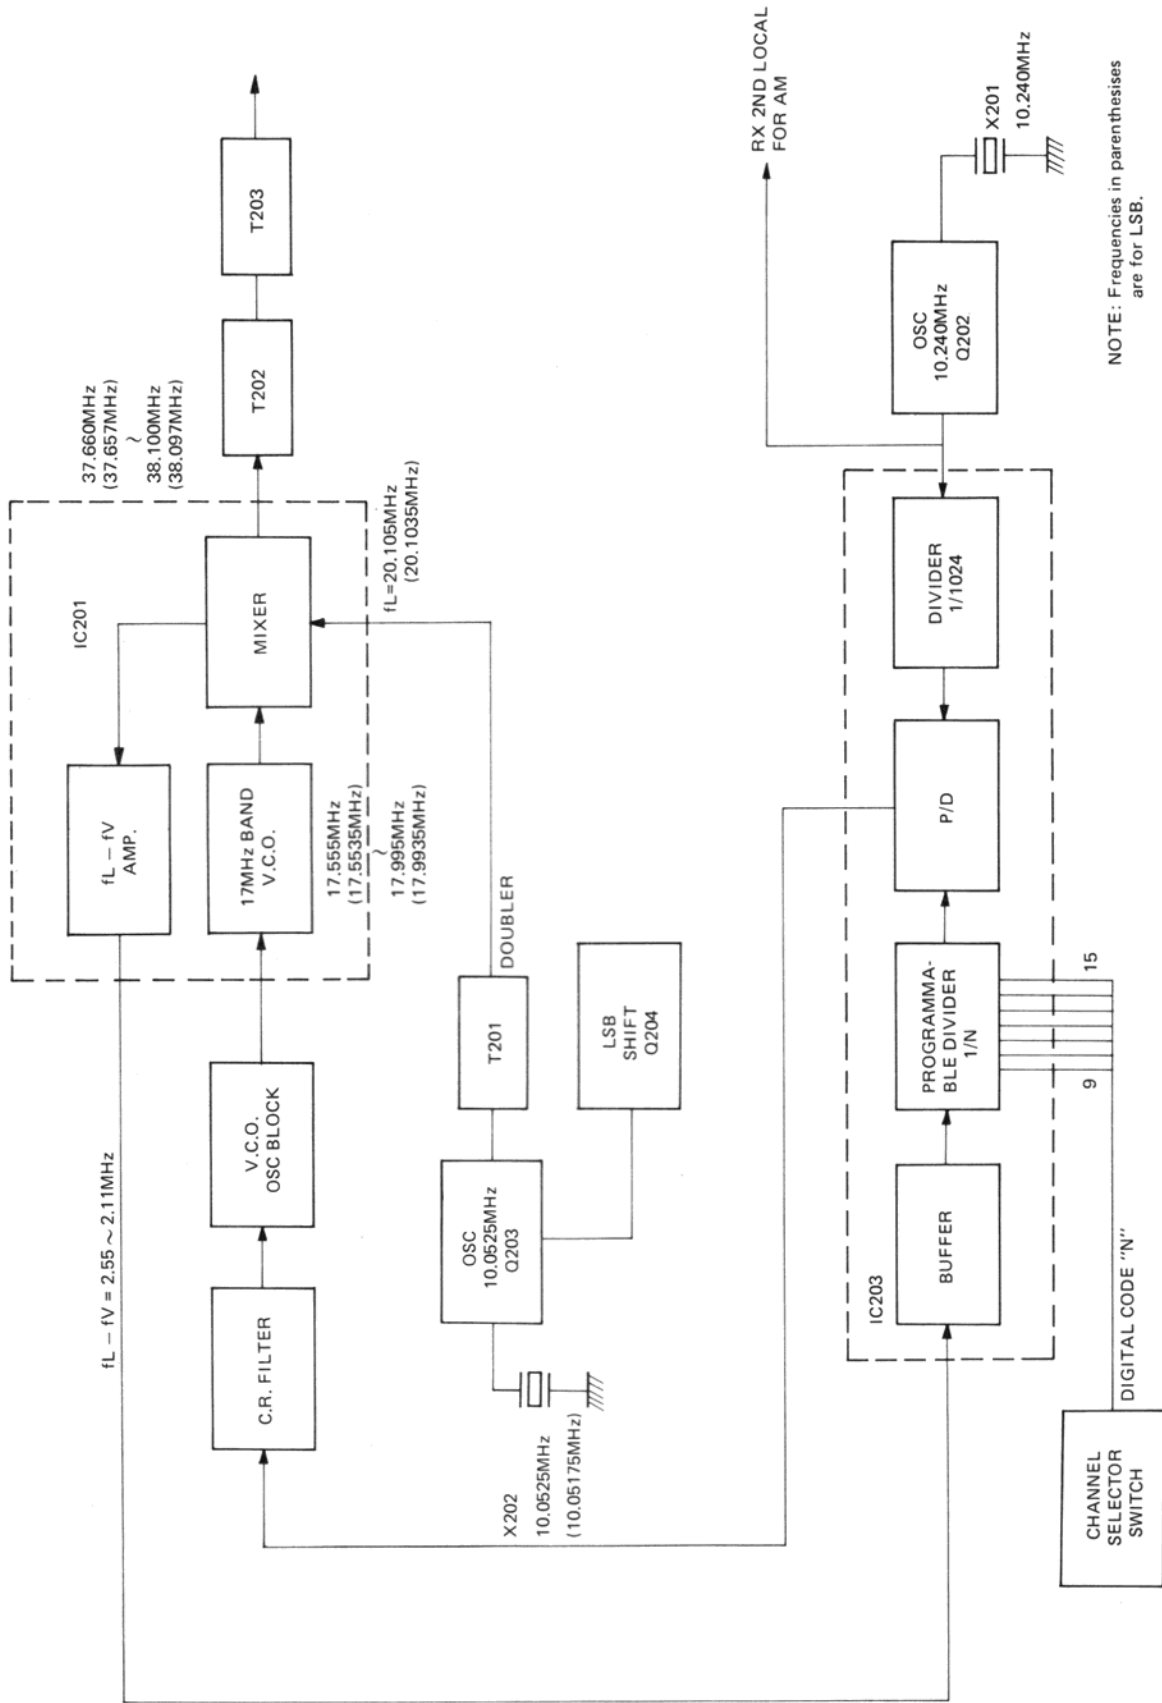 fL – fV = 2.55 ~ 2.11MHz
fL – fV
AMP.
IC201
37.660MHz
(37.657MHz)
~
38.100MHz
(38.097MHz)
C.R. FILTER
V.C.O.
OSC BLOCK
17MHz BAND
V.C.O.
MIXER
T202
T203
17.555MHz
(17.5535MHz)
~
17.995MHz
(17.9935MHz)
fL=20.105MHz
(20.1035MHz)
DOUBLER
X202
10.0525MHz
(10.05175MHz)
OSC
10.0525MHz
Q203
T201
LSB
SHIFT
Q204
RX 2ND LOCAL
FOR AM
IC203
BUFFER
PROGRAMMA-
BLE DIVIDER
1/N
P/D
DIVIDER
1/1024
OSC
10.240MHz
Q202
X201
10.240MHz
9
15
CHANNEL
SELECTOR
SWITCH
DIGITAL CODE "N"
NOTE: Frequencies in parenthesises
are for LSB.